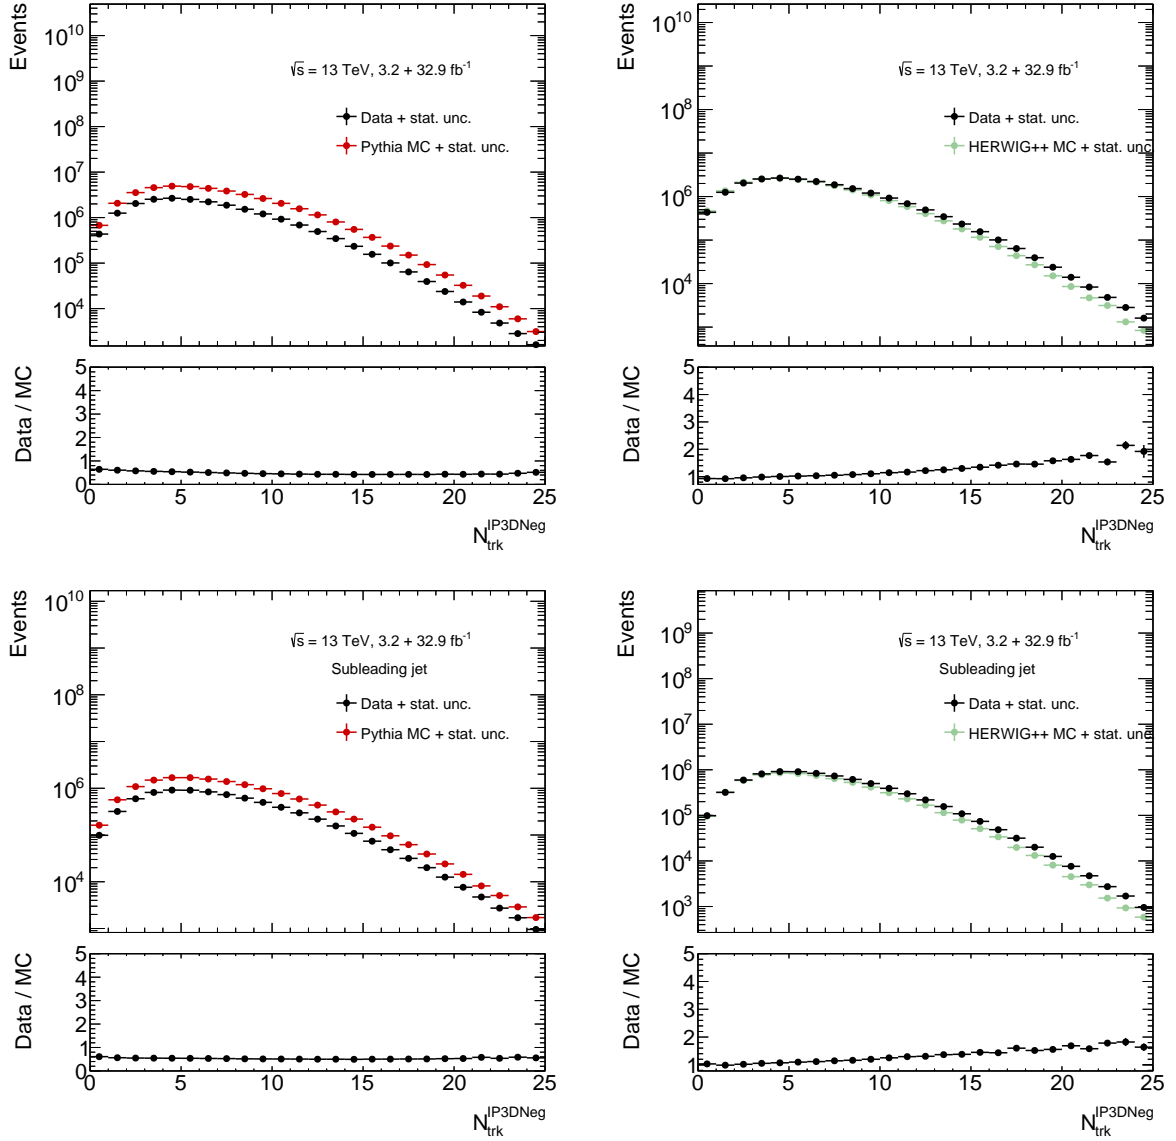 Events
10^10
10^9
10^8
10^7
10^6
10^5
10^4
√s = 13 TeV, 3.2 + 32.9 fb^-1
Data + stat. unc.
Pythia MC + stat. unc.
Data / MC
5
4
3
2
1
0
0 5 10 15 20 25
N_trk^IP3DNeg
Events
10^10
10^8
10^6
10^4
√s = 13 TeV, 3.2 + 32.9 fb^-1
Data + stat. unc.
HERWIG++ MC + stat. unc.
Data / MC
5
4
3
2
1
0 5 10 15 20 25
N_trk^IP3DNeg
Events
10^10
10^8
10^6
10^4
√s = 13 TeV, 3.2 + 32.9 fb^-1
Subleading jet
Data + stat. unc.
Pythia MC + stat. unc.
Data / MC
5
4
3
2
1
0
0 5 10 15 20 25
N_trk^IP3DNeg
Events
10^9
10^8
10^7
10^6
10^5
10^4
10^3
√s = 13 TeV, 3.2 + 32.9 fb^-1
Subleading jet
Data + stat. unc.
HERWIG++ MC + stat. unc.
Data / MC
5
4
3
2
1
0 5 10 15 20 25
N_trk^IP3DNeg